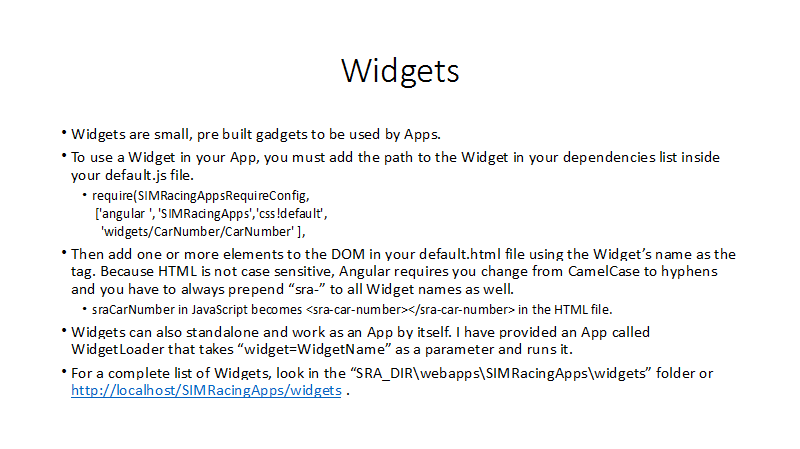 Widgets
• Widgets are small, pre built gadgets to be used by Apps.
• To use a Widget in your App, you must add the path to the Widget in your dependencies list inside
your default.js file.
• require(SIMRacingAppsRequireConfig,
['angular ', 'SIMRacingApps','css!default',
'widgets/CarNumber/CarNumber' ],
• Then add one or more elements to the DOM in your default.html file using the Widget’s name as the
tag. Because HTML is not case sensitive, Angular requires you change from CamelCase to hyphens
and you have to always prepend “sra-” to all Widget names as well.
• sraCarNumber in JavaScript becomes <sra-car-number></sra-car-number> in the HTML file.
• Widgets can also standalone and work as an App by itself. I have provided an App called
WidgetLoader that takes “widget=WidgetName” as a parameter and runs it.
• For a complete list of Widgets, look in the “SRA_DIR\webapps\SIMRacingApps\widgets” folder or
http://localhost/SIMRacingApps/widgets .